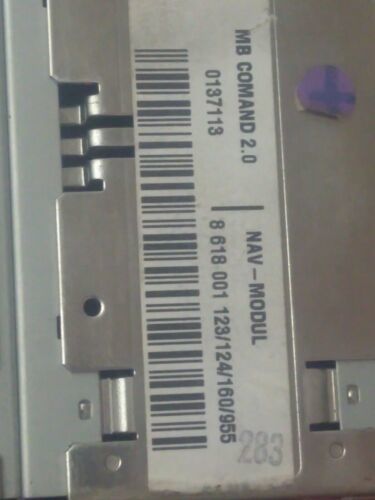 MB COMAND 2.0 | NAV-MODUL
0137113 8 618 001 123/124/160/955
283